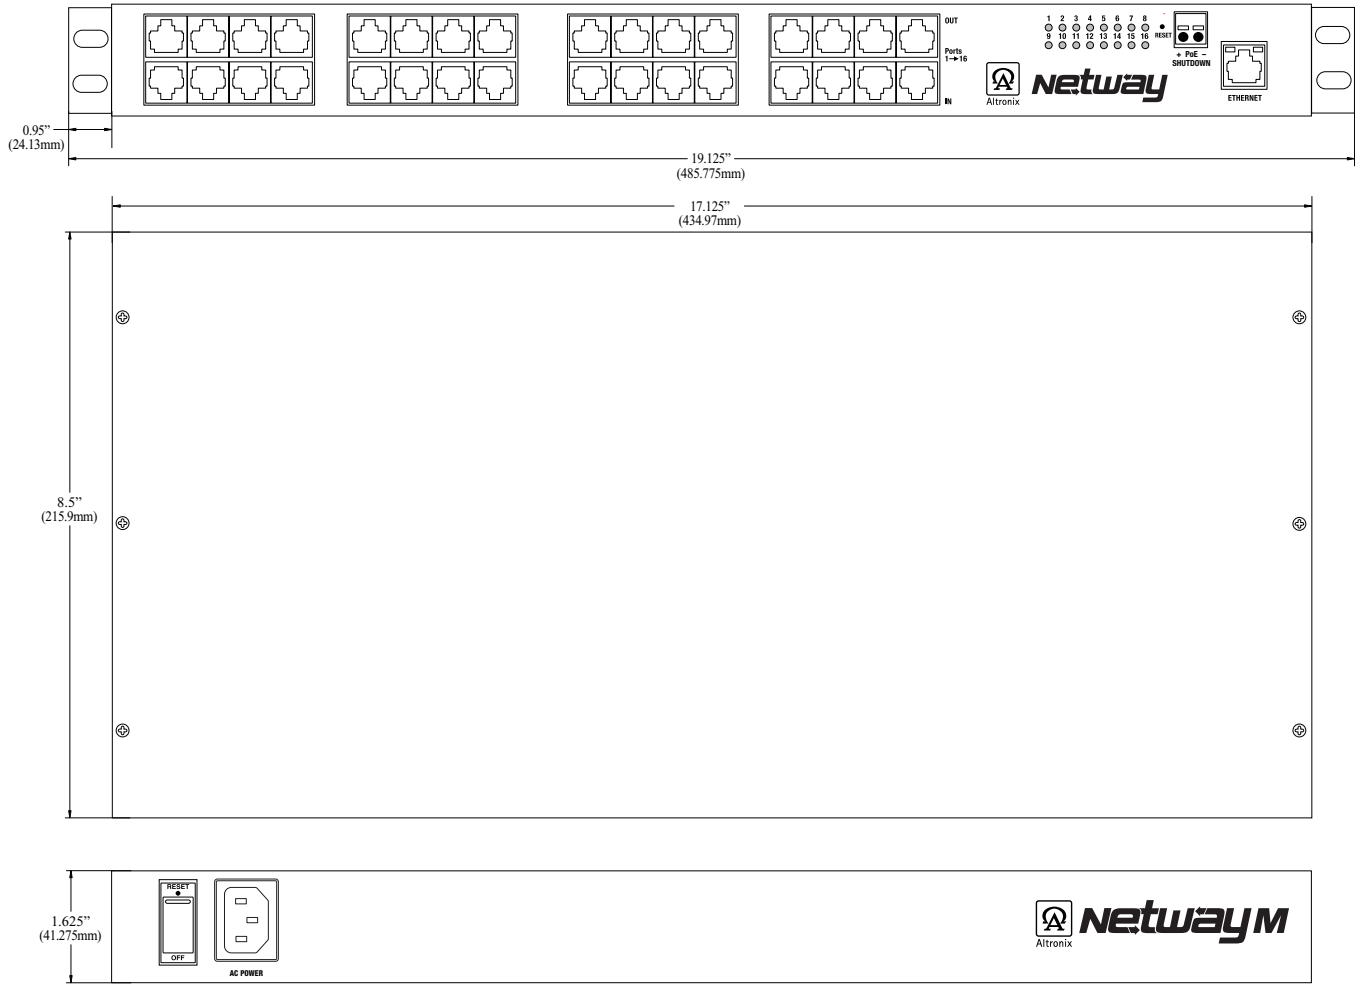 OUT
Ports
1→16
IN
1 2 3 4 5 6 7 8
9 10 11 12 13 14 15 16
RESET
+ PoE –
SHUTDOWN
ETHERNET
Altronix
Netway
0.95”
(24.13mm)
19.125”
(485.775mm)
17.125”
(434.97mm)
8.5”
(215.9mm)
1.625”
(41.275mm)
RESET
OFF
AC POWER
Altronix
NetwayM